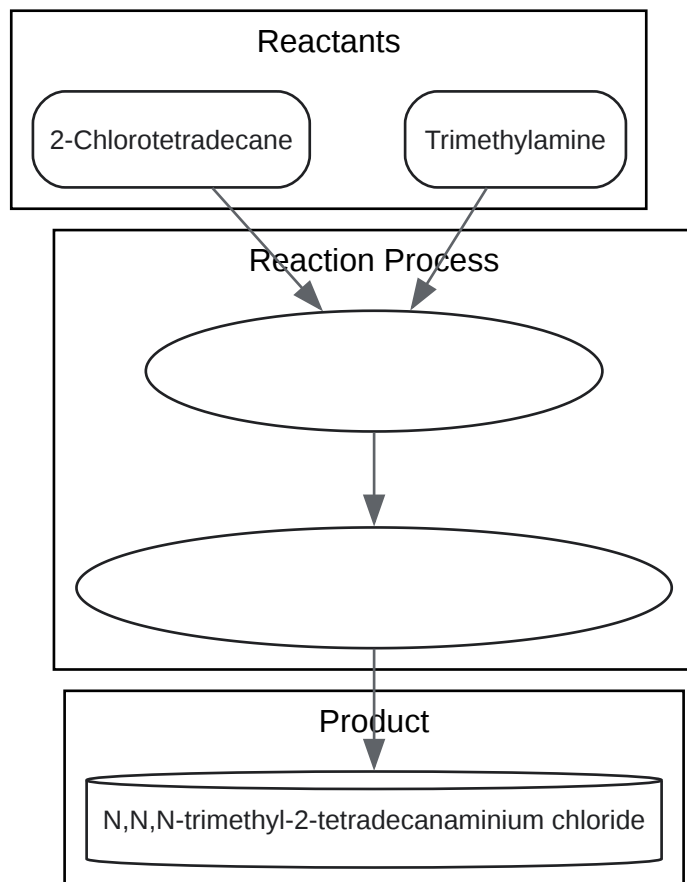 Reactants
2-Chlorotetradecane
Trimethylamine
Reaction Process
Product
N,N,N-trimethyl-2-tetradecanaminium chloride